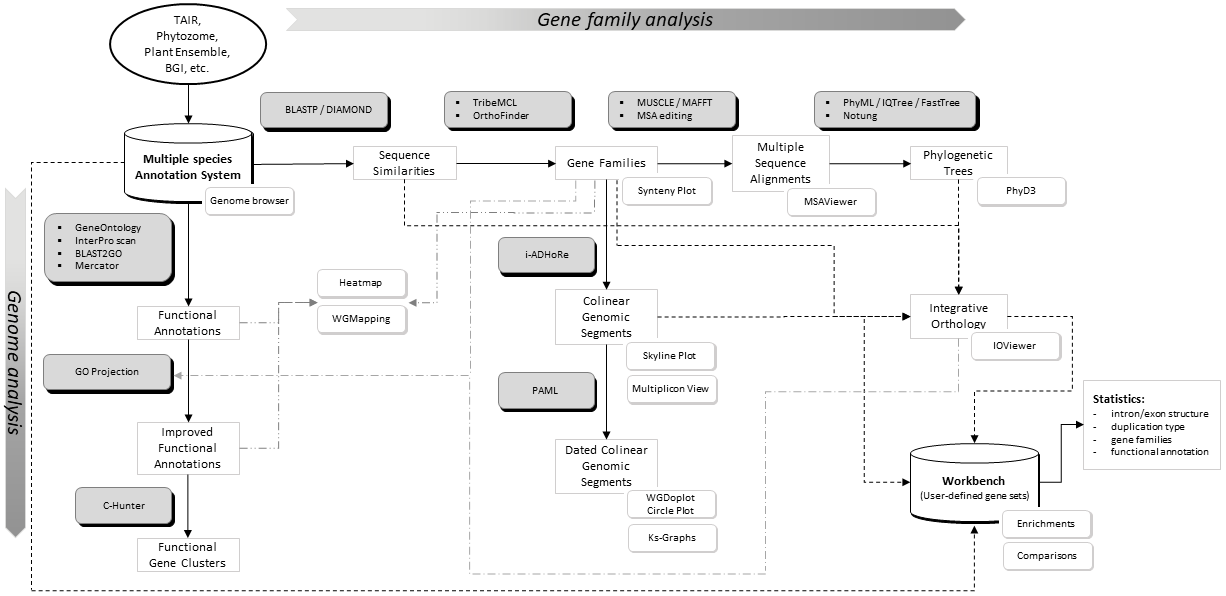 Gene family analysis
TAIR,
Phytozome,
Plant Ensemble,
BGI, etc.
BLASTP / DIAMOND
▪ TribeMCL
▪ OrthoFinder
▪ MUSCLE / MAFFT
▪ MSA editing
▪ PhyML / IQTree / FastTree
▪ Notung
Multiple species
Annotation System
Genome browser
Sequence
Similarities
Gene Families
Synteny Plot
Multiple
Sequence
Alignments
MSAViewer
Phylogenetic
Trees
PhyD3
Genome analysis
▪ GeneOntology
▪ InterPro scan
▪ BLAST2GO
▪ Mercator
i-ADHoRe
Heatmap
WGMapping
Functional
Annotations
Colinear
Genomic
Segments
Skyline Plot
Multiplicon View
Integrative
Orthology
IOViewer
GO Projection
PAML
Improved
Functional
Annotations
Dated Colinear
Genomic
Segments
WGDoplot
Circle Plot
Ks-Graphs
Statistics:
- intron/exon structure
- duplication type
- gene families
- functional annotation
Workbench
(User-defined gene sets)
Enrichments
Comparisons
C-Hunter
Functional
Gene Clusters